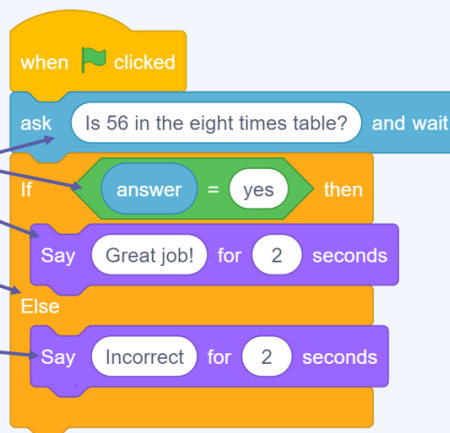 when clicked
ask Is 56 in the eight times table? and wait
If answer = yes then
Say Great job! for 2 seconds
Else
Say Incorrect for 2 seconds